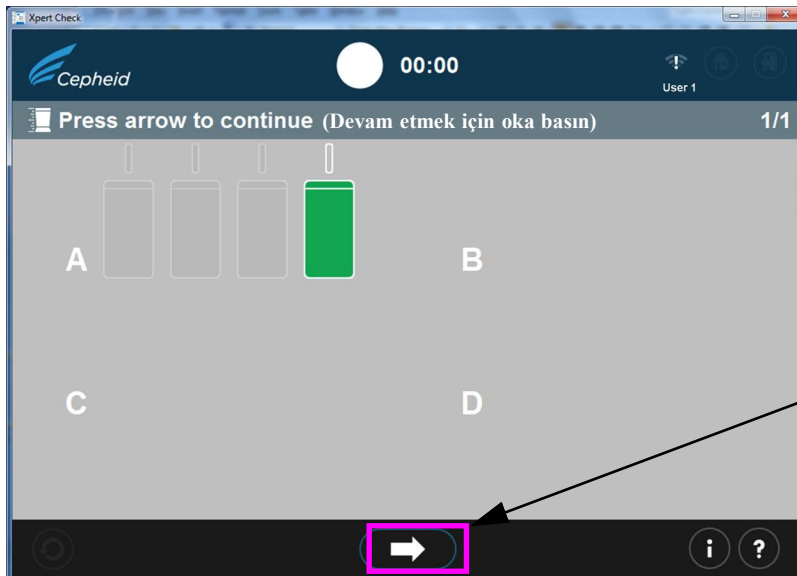 Xpert Check
Cepheid
00:00
User 1
Press arrow to continue (Devam etmek için oka basın)
1/1
A
B
C
D
i
?